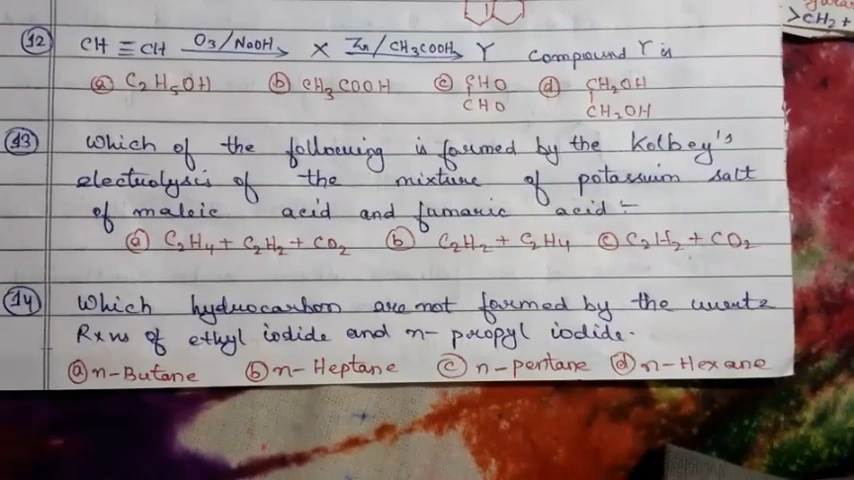 >CH2 +
12 CH ≡ CH O3/NaOH X Zn/CH3COOH Y Compound Y is
a C2H5OH b CH3COOH c CHO d CH2OH
CHO CH2OH
13 Which of the following is formed by the Kolbey's
electrolysis of the mixture of potassium salt
of maleic acid and fumaric acid :-
a C2H4 + C2H2 + CO2 b C2H2 + C2H4 c C2H2 + CO2
14 Which hydrocarbon are not formed by the wurtz
Rxns of ethyl iodide and n-propyl iodide.
a n-Butane b n-Heptane c n-pentane d n-Hexane